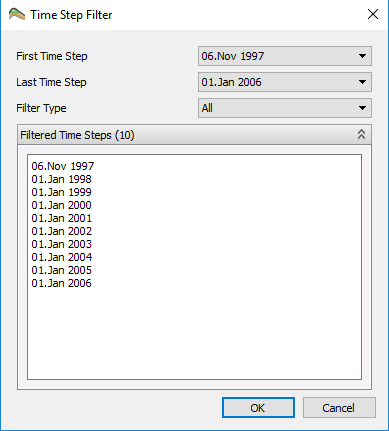 Time Step Filter
First Time Step 06.Nov 1997
Last Time Step 01.Jan 2006
Filter Type All
Filtered Time Steps (10)
06.Nov 1997
01.Jan 1998
01.Jan 1999
01.Jan 2000
01.Jan 2001
01.Jan 2002
01.Jan 2003
01.Jan 2004
01.Jan 2005
01.Jan 2006
OK Cancel